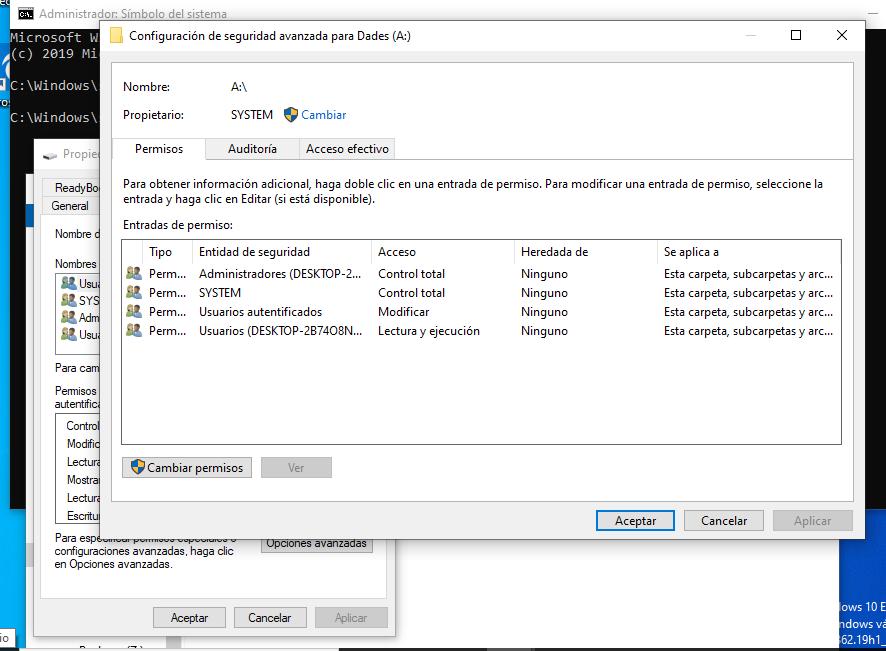 Administrador: Símbolo del sistema
Microsoft W
(c) 2019 Mi
C:\Windows\
C:\Windows\
Configuración de seguridad avanzada para Dades (A:)
Nombre: A:\
Propietario: SYSTEM Cambiar
Permisos Auditoría Acceso efectivo
Para obtener información adicional, haga doble clic en una entrada de permiso. Para modificar una entrada de permiso, seleccione la
entrada y haga clic en Editar (si está disponible).
Entradas de permiso:
Tipo Entidad de seguridad Acceso Heredada de Se aplica a
Perm... Administradores (DESKTOP-2... Control total Ninguno Esta carpeta, subcarpetas y arc...
Perm... SYSTEM Control total Ninguno Esta carpeta, subcarpetas y arc...
Perm... Usuarios autentificados Modificar Ninguno Esta carpeta, subcarpetas y arc...
Perm... Usuarios (DESKTOP-2B74O8N... Lectura y ejecución Ninguno Esta carpeta, subcarpetas y arc...
Cambiar permisos Ver
Aceptar Cancelar Aplicar
Propied
ReadyBoo
General
Nombre d
Nombres
Usua
SYS
Adm
Usua
Para cam
Permisos
autentifica
Control
Modific
Lectura
Mostrar
Lectura
Escritur
Para especificar permisos especiales o
configuraciones avanzadas, haga clic
en Opciones avanzadas.
Opciones avanzadas
Aceptar Cancelar Aplicar
lows 10 E
ndows vá
362.19h1_